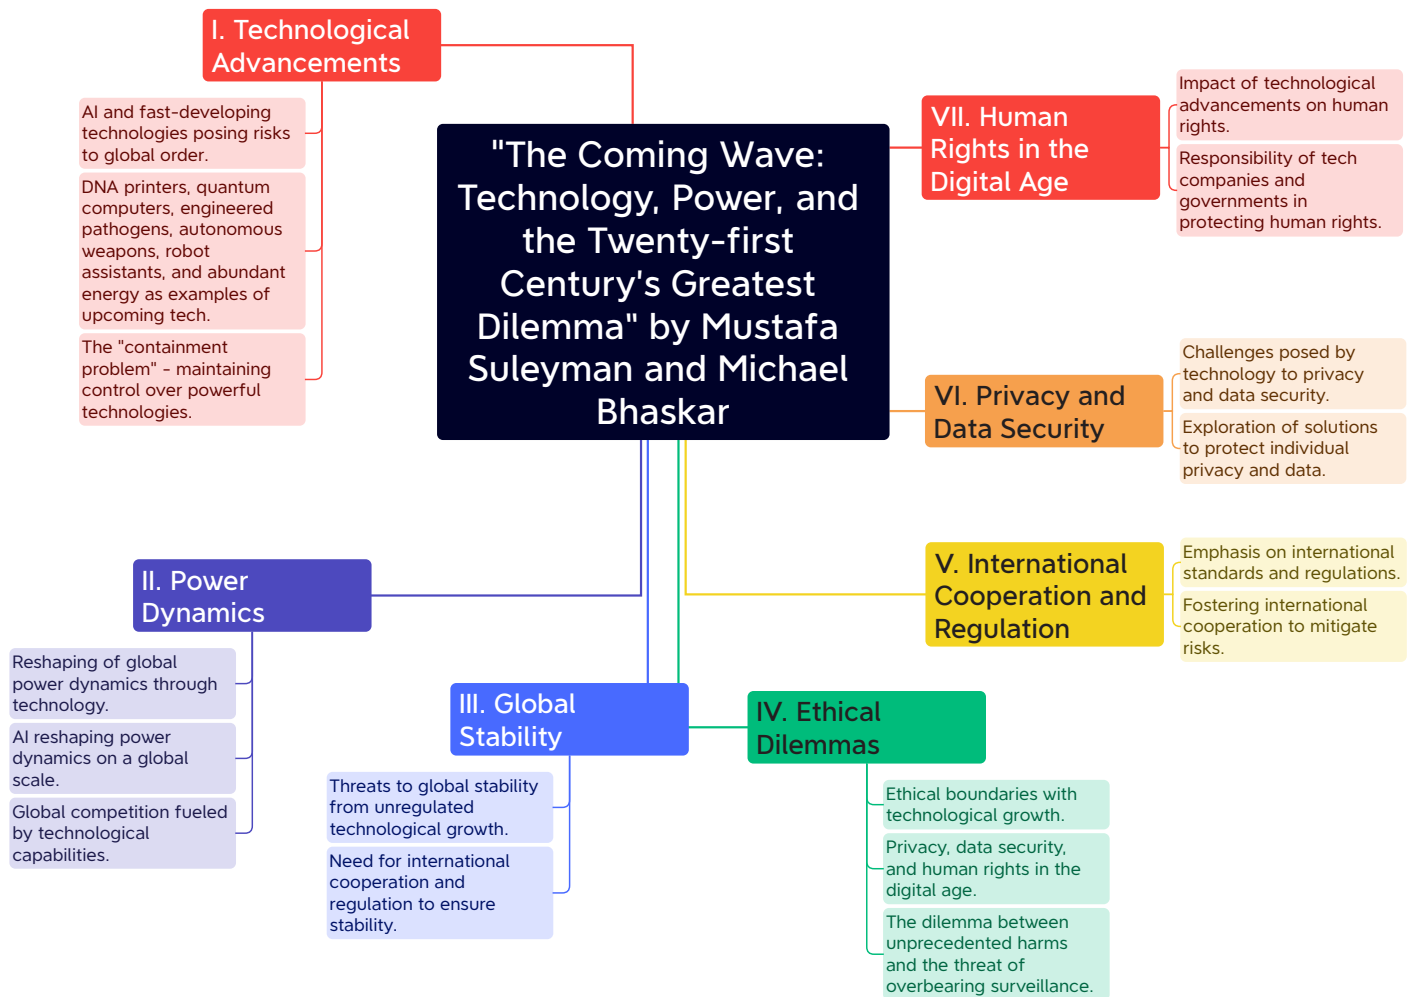 "The Coming Wave:
Technology, Power, and
the Twenty-first
Century's Greatest
Dilemma" by Mustafa
Suleyman and Michael
Bhaskar
I. Technological
Advancements
AI and fast-developing
technologies posing risks
to global order.
DNA printers, quantum
computers, engineered
pathogens, autonomous
weapons, robot
assistants, and abundant
energy as examples of
upcoming tech.
The "containment
problem" - maintaining
control over powerful
technologies.
II. Power
Dynamics
Reshaping of global
power dynamics through
technology.
AI reshaping power
dynamics on a global
scale.
Global competition fueled
by technological
capabilities.
III. Global
Stability
Threats to global stability
from unregulated
technological growth.
Need for international
cooperation and
regulation to ensure
stability.
IV. Ethical
Dilemmas
Ethical boundaries with
technological growth.
Privacy, data security,
and human rights in the
digital age.
The dilemma between
unprecedented harms
and the threat of
overbearing surveillance.
V. International
Cooperation and
Regulation
Emphasis on international
standards and regulations.
Fostering international
cooperation to mitigate
risks.
VI. Privacy and
Data Security
Challenges posed by
technology to privacy
and data security.
Exploration of solutions
to protect individual
privacy and data.
VII. Human
Rights in the
Digital Age
Impact of technological
advancements on human
rights.
Responsibility of tech
companies and
governments in
protecting human rights.